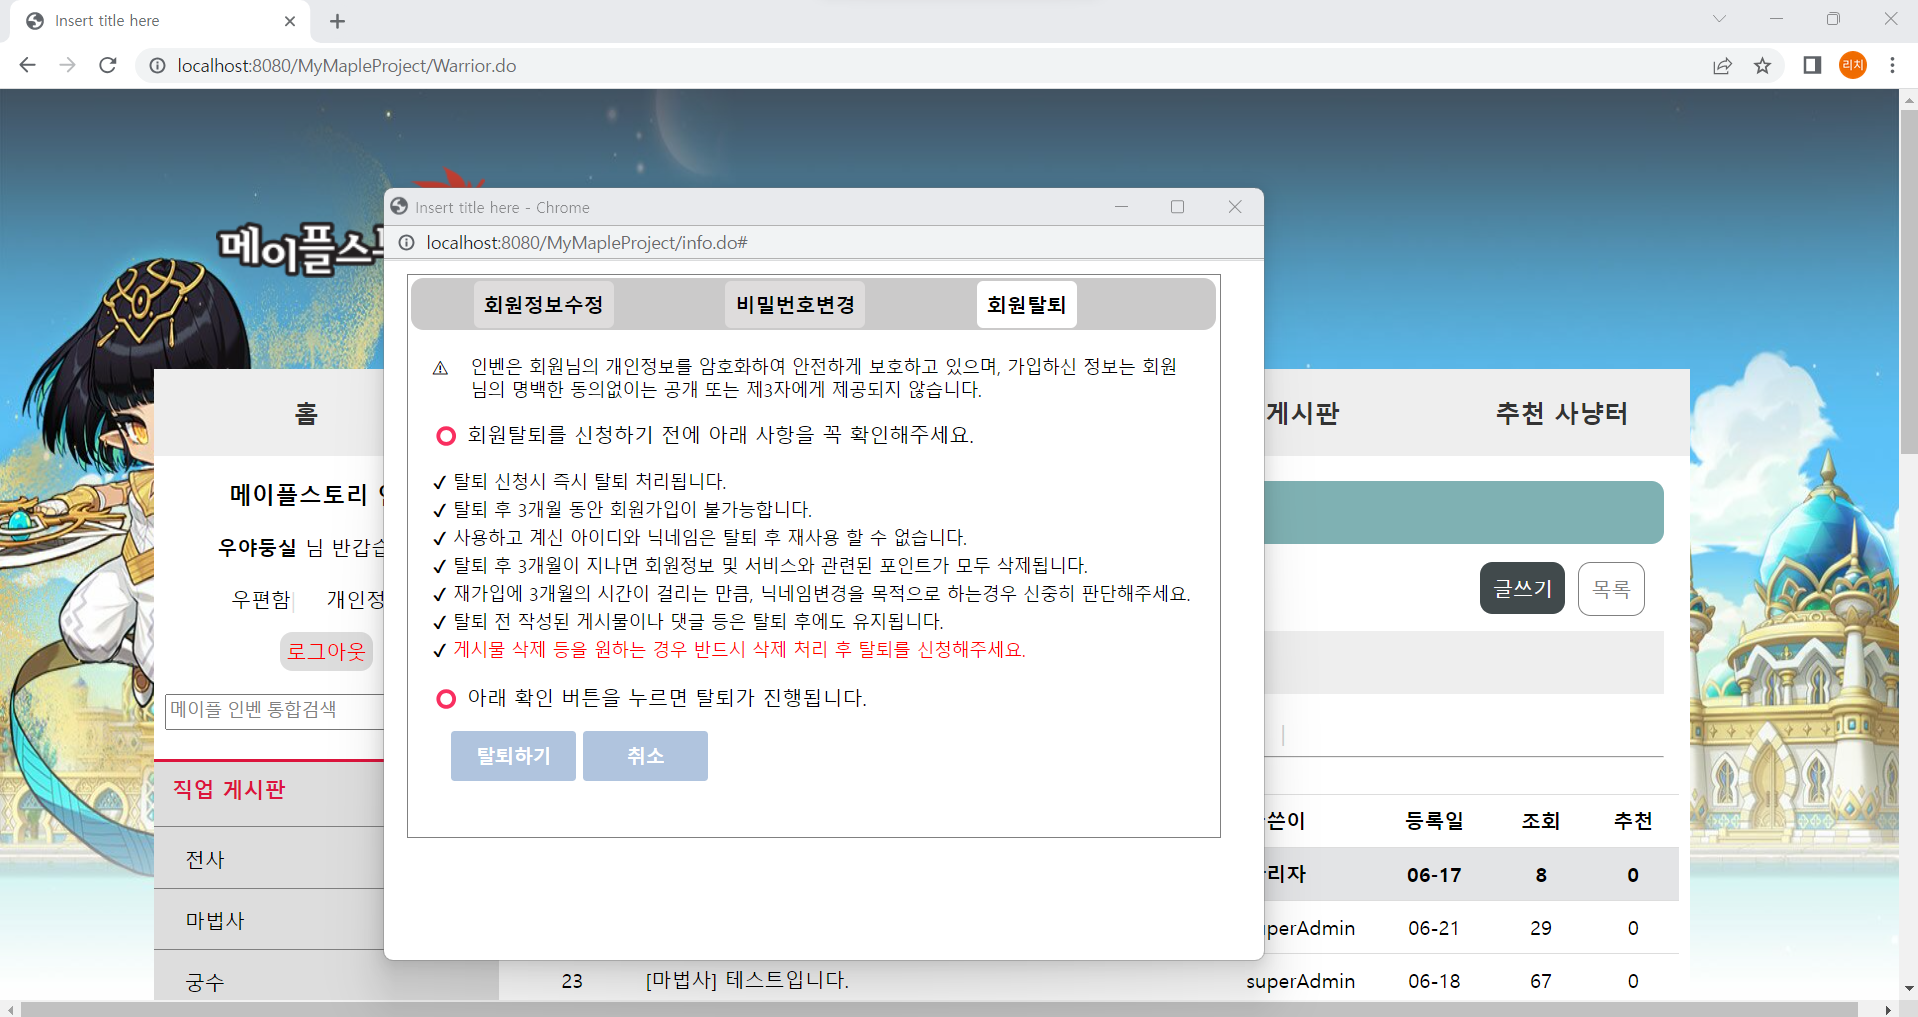 Insert title here
localhost:8080/MyMapleProject/Warrior.do
리치
메이플스
Insert title here - Chrome
localhost:8080/MyMapleProject/info.do#
회원정보수정 비밀번호변경 회원탈퇴
⚠ 인벤은 회원님의 개인정보를 암호화하여 안전하게 보호하고 있으며, 가입하신 정보는 회원
님의 명백한 동의없이는 공개 또는 제3자에게 제공되지 않습니다.
⭕ 회원탈퇴를 신청하기 전에 아래 사항을 꼭 확인해주세요.
✔ 탈퇴 신청시 즉시 탈퇴 처리됩니다.
✔ 탈퇴 후 3개월 동안 회원가입이 불가능합니다.
✔ 사용하고 계신 아이디와 닉네임은 탈퇴 후 재사용 할 수 없습니다.
✔ 탈퇴 후 3개월이 지나면 회원정보 및 서비스와 관련된 포인트가 모두 삭제됩니다.
✔ 재가입에 3개월의 시간이 걸리는 만큼, 닉네임변경을 목적으로 하는경우 신중히 판단해주세요.
✔ 탈퇴 전 작성된 게시물이나 댓글 등은 탈퇴 후에도 유지됩니다.
✔ 게시물 삭제 등을 원하는 경우 반드시 삭제 처리 후 탈퇴를 신청해주세요.
⭕ 아래 확인 버튼을 누르면 탈퇴가 진행됩니다.
탈퇴하기 취소
홈 게시판 추천 사냥터
메이플스토리
우야둥실 님 반갑
우편함 개인정
로그아웃
메이플 인벤 통합검색
직업 게시판
전사
마법사
궁수
글쓰기 목록
쓴이 등록일 조회 추천
리자 06-17 8 0
perAdmin 06-21 29 0
23 [마법사] 테스트입니다. superAdmin 06-18 67 0